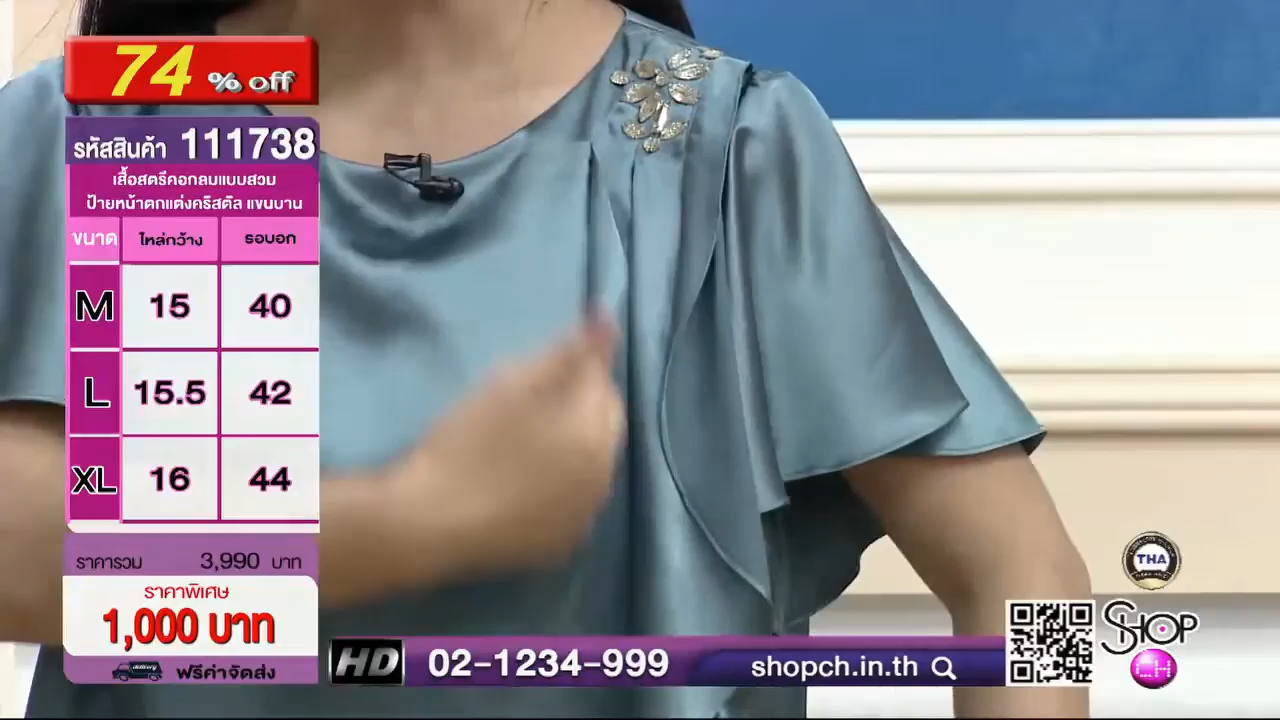 74 % off
รหัสสินค้า 111738
เสื้อสตรีคอกลมแบบสวม
ป้ายหน้าตกแต่งคริสตัล แขนบาน
ขนาด ไหล่กว้าง รอบอก
M 15 40
L 15.5 42
XL 16 44
ราคารวม 3,990 บาท
ราคาพิเศษ
1,000 บาท
delivery ฟรีค่าจัดส่ง
HD 02-1234-999 shopch.in.th
THA
SHOP
CH